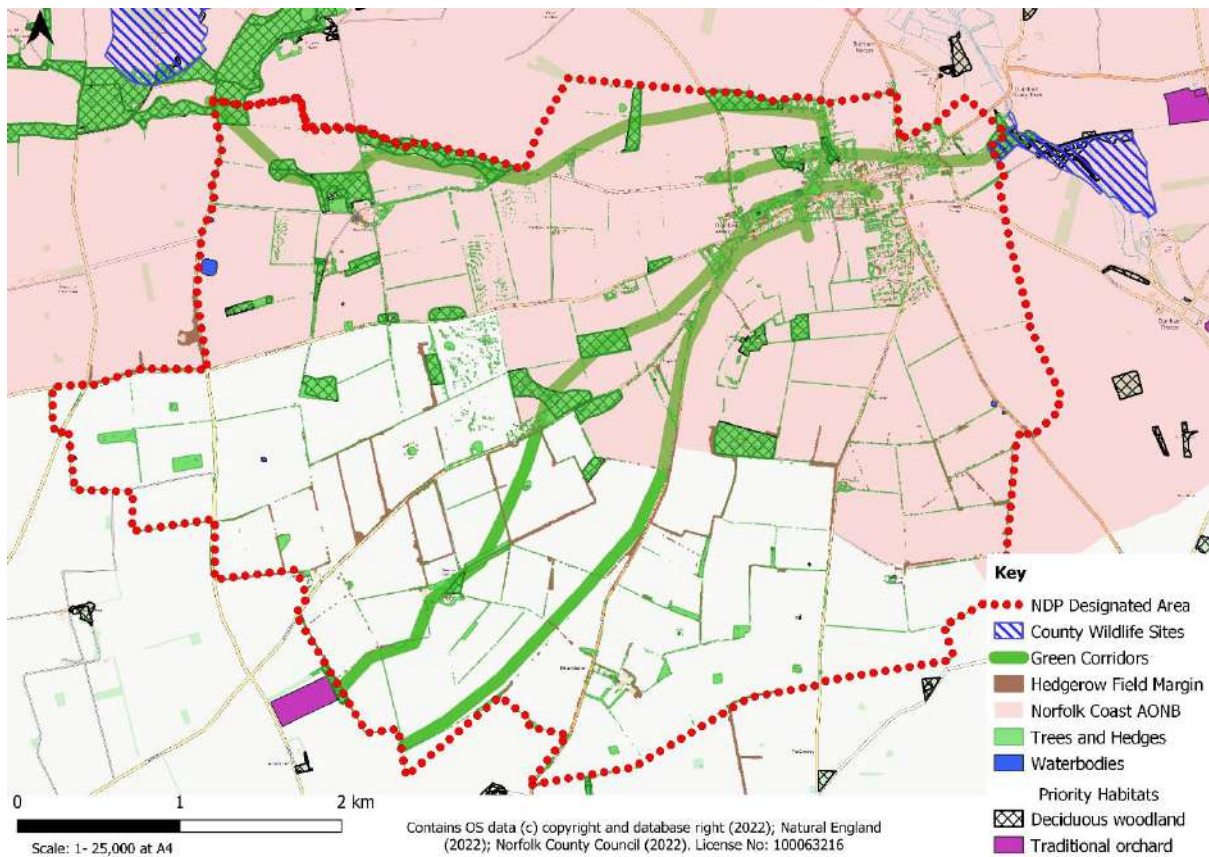 Key
NDP Designated Area
County Wildlife Sites
Green Corridors
Hedgerow Field Margin
Norfolk Coast AONB
Trees and Hedges
Waterbodies
Priority Habitats
Deciduous woodland
Traditional orchard
0 1 2 km
Scale: 1- 25,000 at A4
Contains OS data (c) copyright and database right (2022); Natural England
(2022); Norfolk County Council (2022). License No: 100063216